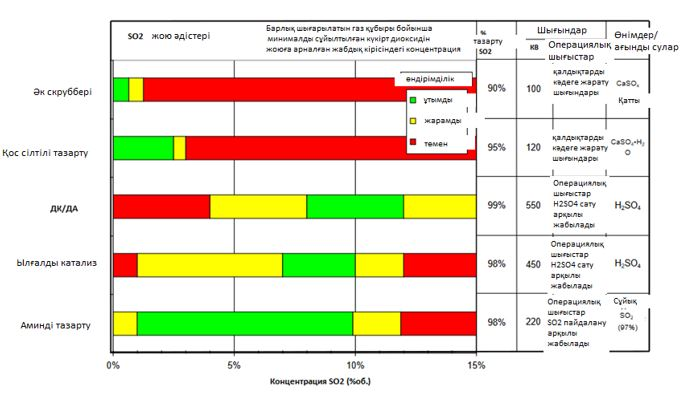 SO2 жою әдістері
Барлық шығарылатын газ құбыры бойынша
минималды сұйылтылған күкірт диоксидін
жоюға арналған жабдық кірісіндегі концентрация
%
тазарту
SO2
Шығындар
КВ
Операциялық
шығыстар
Өнімдер/
ағынды сулар
өндірімділік
ұтымды
жарамды
төмен
Әк скруббері
90%
100
қалдықтарды
кәдеге жарату
шығындары
CaSO₄
Қатты
Қос сілтілі тазарту
95%
120
қалдықтарды
кәдеге жарату
шығындары
CaSO₄*H₂
O
ДК/ДА
99%
550
Операциялық
шығыстар
H2SO4 сату
арқылы
жабылады
H₂SO₄
Ылғалды катализ
98%
450
Операциялық
шығыстар
H2SO4 сату
арқылы
жабылады
H₂SO₄
Аминді тазарту
98%
220
Операциялық
шығыстар
SO2 пайдалану
арқылы
жабылады
Сұйық
SO₂
(97%)
0%
5%
10%
15%
Концентрация SO2 (%об.)